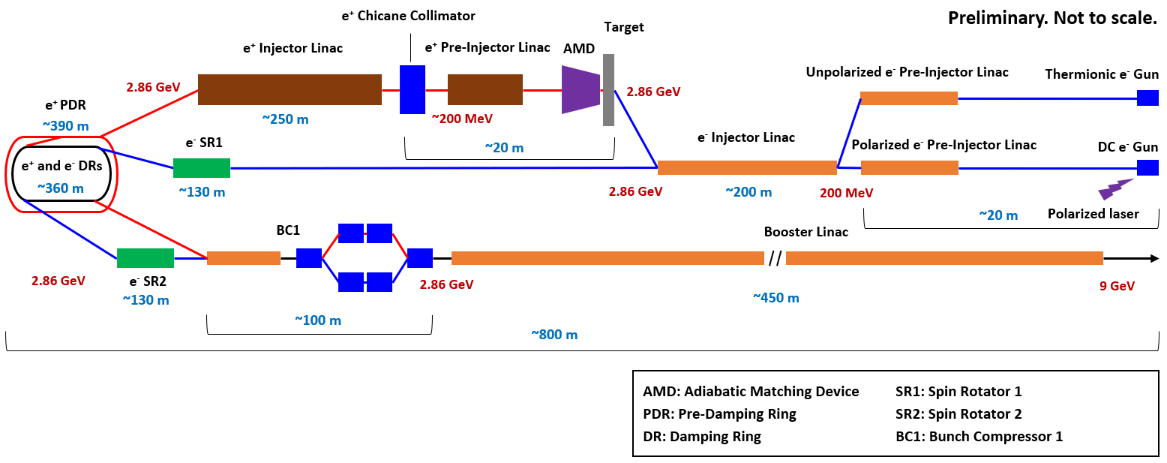 Preliminary. Not to scale.
e⁺ Chicane Collimator
Target
e⁺ Injector Linac
e⁺ Pre-Injector Linac
AMD
Unpolarized e⁻ Pre-Injector Linac
Thermionic e⁻ Gun
2.86 GeV
2.86 GeV
e⁺ PDR
~390 m
~250 m
~200 MeV
e⁻ SR1
~20 m
e⁻ Injector Linac
Polarized e⁻ Pre-Injector Linac
DC e⁻ Gun
e⁺ and e⁻ DRs
~360 m
~130 m
2.86 GeV
~200 m
200 MeV
Polarized laser
~20 m
BC1
Booster Linac
2.86 GeV
e⁻ SR2
~130 m
2.86 GeV
~450 m
9 GeV
~100 m
~800 m
AMD: Adiabatic Matching Device
SR1: Spin Rotator 1
PDR: Pre-Damping Ring
SR2: Spin Rotator 2
DR: Damping Ring
BC1: Bunch Compressor 1